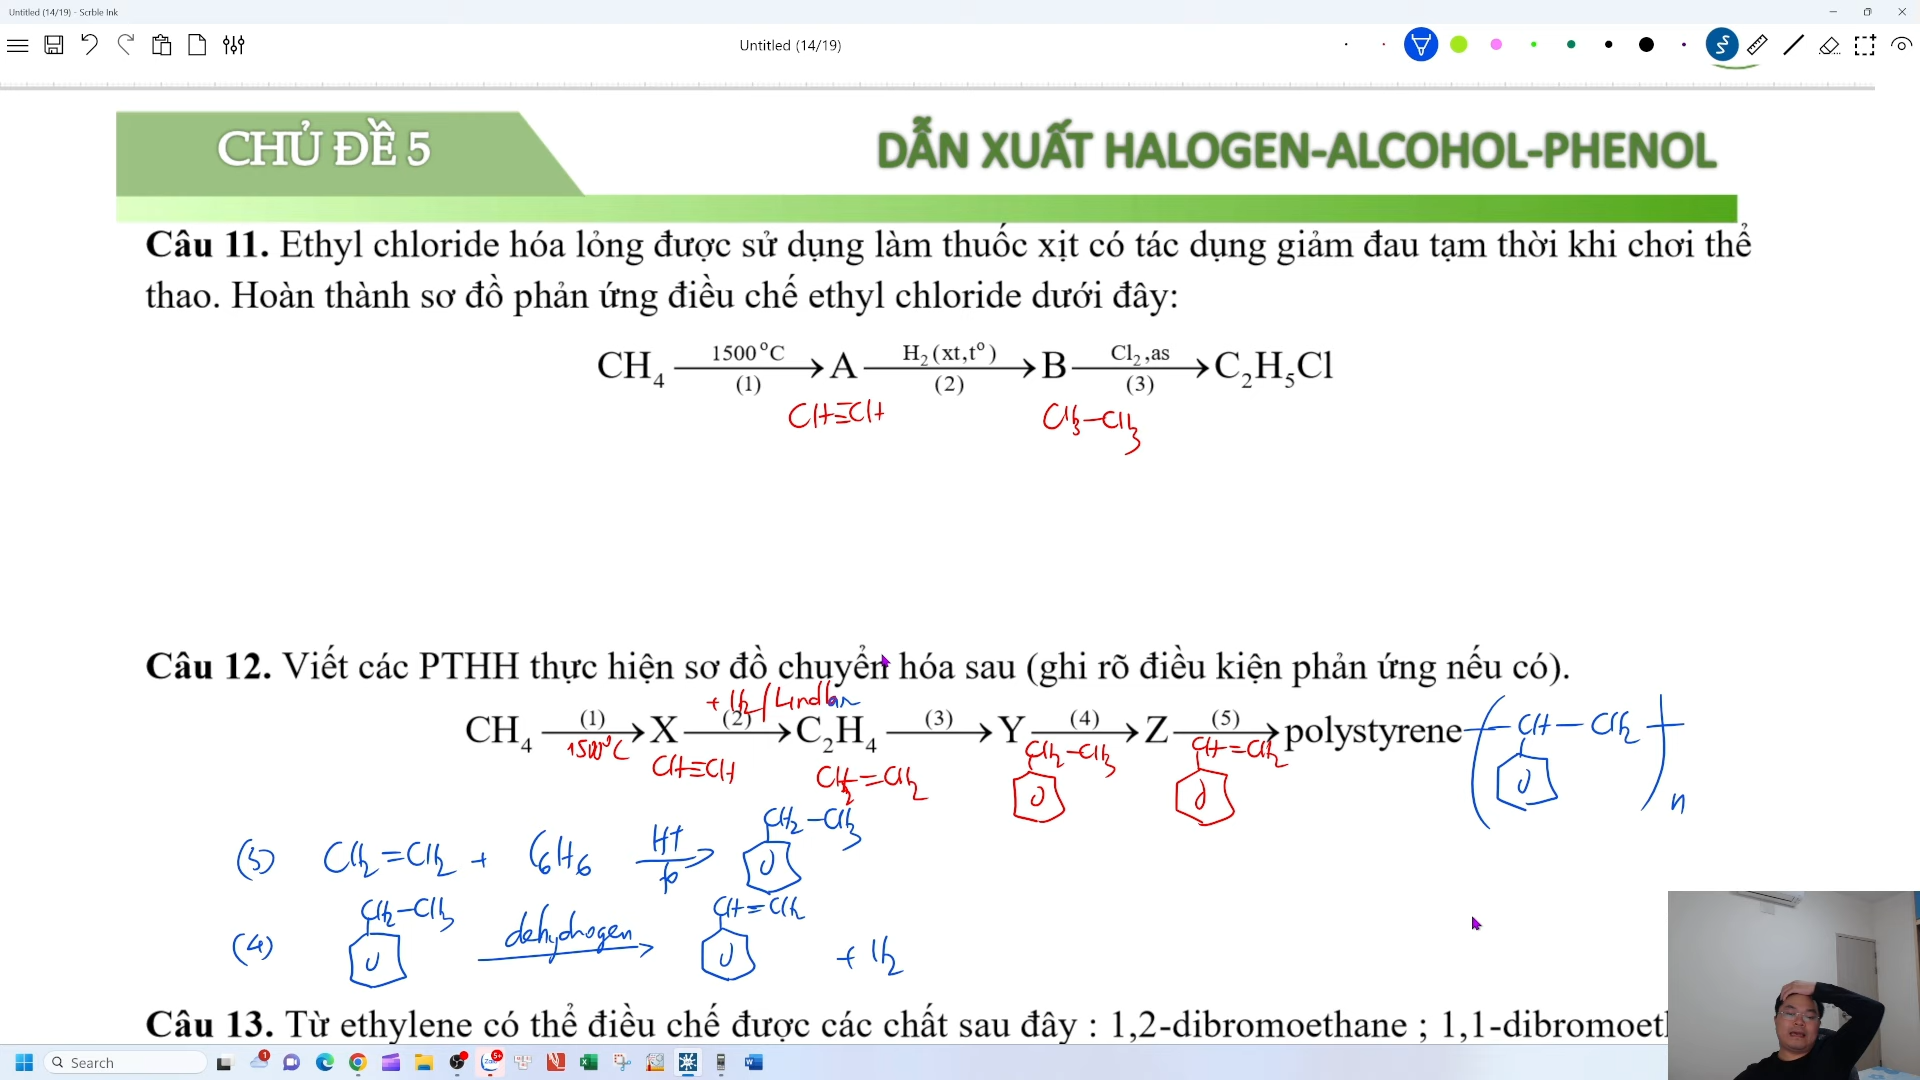 Untitled (14/19) - Scrble Ink
Untitled (14/19)
CHỦ ĐỀ 5
DẪN XUẤT HALOGEN-ALCOHOL-PHENOL
Câu 11. Ethyl chloride hóa lỏng được sử dụng làm thuốc xịt có tác dụng giảm đau tạm thời khi chơi thể
thao. Hoàn thành sơ đồ phản ứng điều chế ethyl chloride dưới đây:
CH₄ —1500°C (1)→ A —H₂(xt,t°) (2)→ B —Cl₂,as (3)→ C₂H₅Cl
CH≡CH CH₃–CH₃
Câu 12. Viết các PTHH thực hiện sơ đồ chuyển hóa sau (ghi rõ điều kiện phản ứng nếu có).
+ H₂/Lindlar
CH₄ —(1)→ X —(2)→ C₂H₄ —(3)→ Y —(4)→ Z —(5)→ polystyrene (CH–CH₂)n
1500°C CH≡CH CH₂=CH₂ CH₂–CH₃ CH=CH₂
(3) CH₂=CH₂ + C₆H₆ —H+ t°→ CH₂–CH₃
(4) CH₂–CH₃ —dehydrogen→ CH=CH₂ + H₂
Câu 13. Từ ethylene có thể điều chế được các chất sau đây : 1,2-dibromoethane ; 1,1-dibromoet
Search